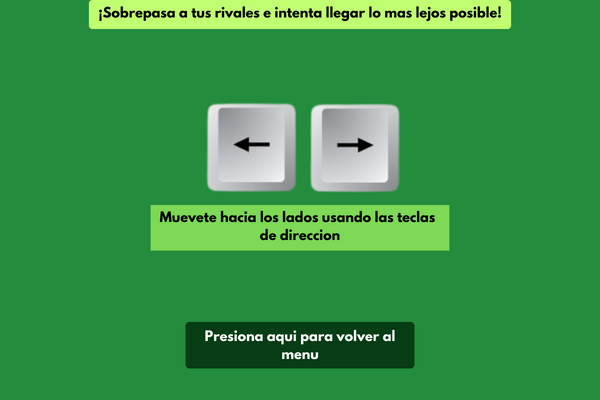 ¡Sobrepasa a tus rivales e intenta llegar lo mas lejos posible!
Muevete hacia los lados usando las teclas
de direccion
Presiona aqui para volver al
menu